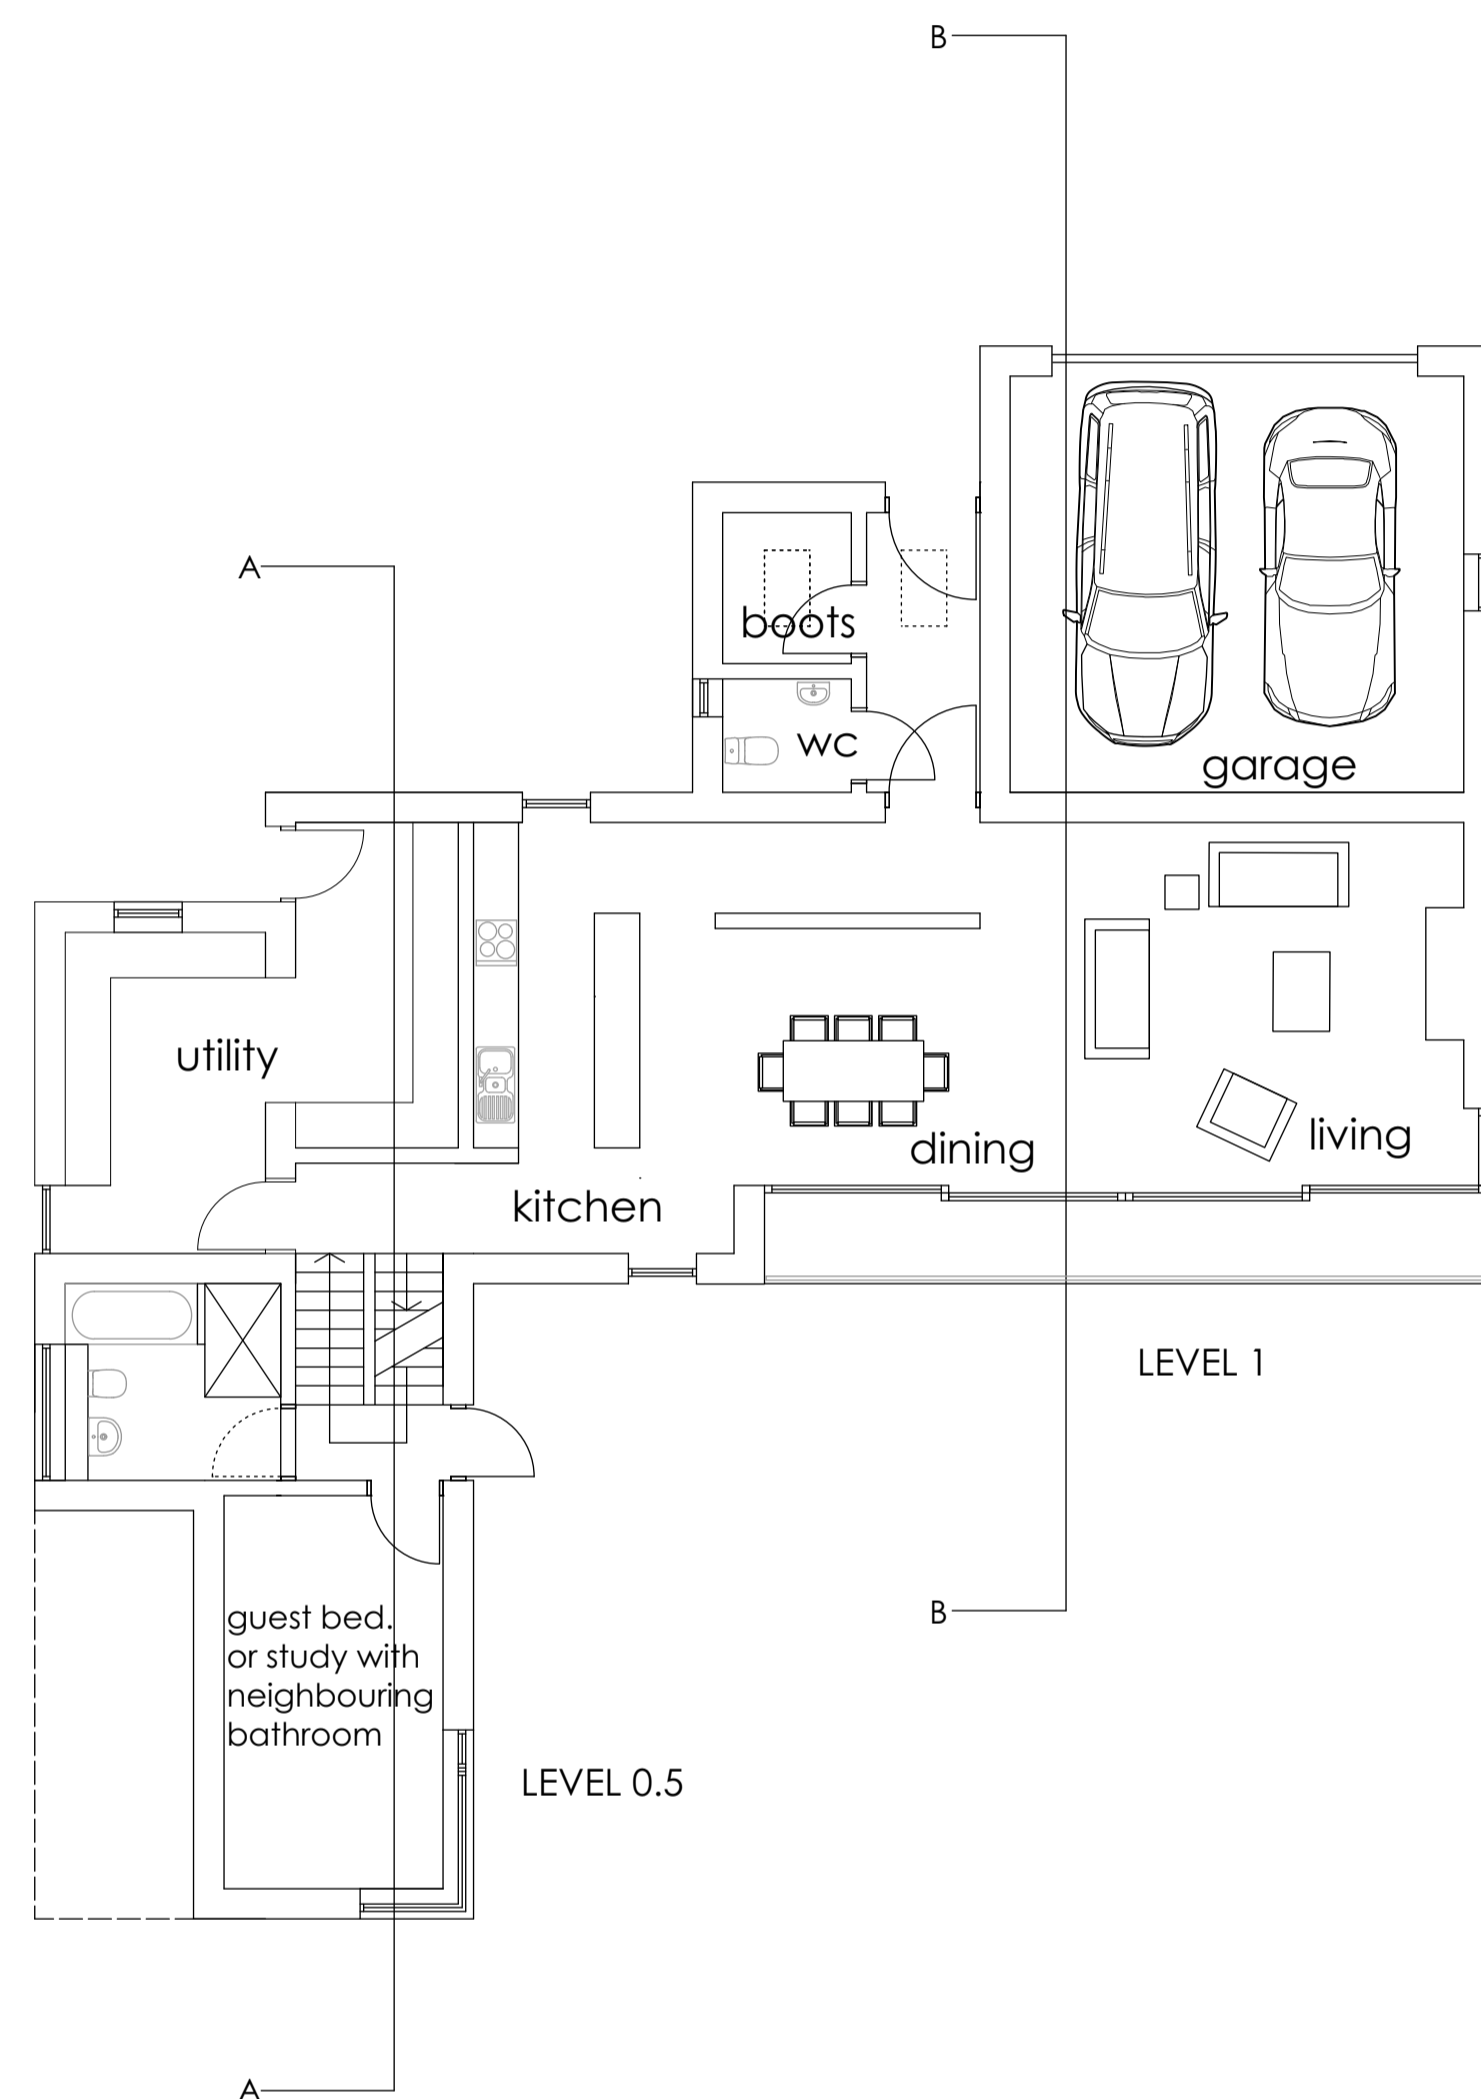 B
A
boots
wc
garage
utility
dining
living
kitchen
LEVEL 1
guest bed.
or study with
neighbouring
bathroom
B
LEVEL 0.5
A